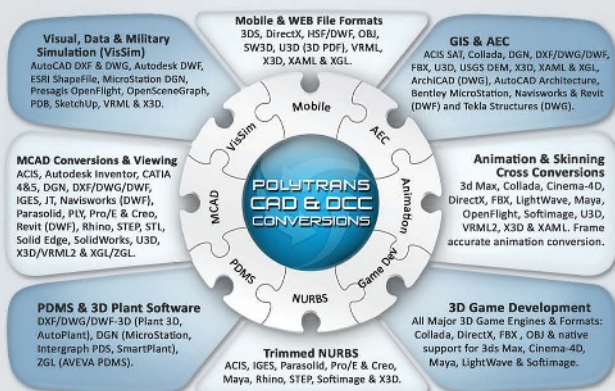 Visual, Data & Military
Simulation (VisSim)
AutoCAD DXF & DWG, Autodesk DWF,
ESRI ShapeFile, MicroStation DGN,
Presagis OpenFlight, OpenSceneGraph,
PDB, SketchUp, VRML & X3D.
Mobile & WEB File Formats
3DS, DirectX, HSF/DWF, OBJ,
SW3D, U3D (3D PDF), VRML,
X3D, XAML & XGL.
GIS & AEC
ACIS SAT, Collada, DGN, DXF/DWG/DWF,
FBX, U3D, USGS DEM, X3D, XAML & XGL,
ArchiCAD (DWG), AutoCAD Architecture,
Bentley MicroStation, Navisworks & Revit
(DWF) and Tekla Structures (DWG).
MCAD Conversions & Viewing
ACIS, Autodesk Inventor, CATIA
4&5, DGN, DXF/DWG/DWF,
IGES, JT, Navisworks (DWF),
Parasolid, PLY, Pro/E & Creo,
Revit (DWF), Rhino, STEP, STL,
Solid Edge, SolidWorks, U3D,
X3D/VRML2 & XGL/ZGL.
VisSim
Mobile
AEC
MCAD
POLYTRANS
CAD & DCC
CONVERSIONS
Animation
PDMS
NURBS
Game Dev
Animation & Skinning
Cross Conversions
3d Max, Collada, Cinema-4D,
DirectX, FBX, LightWave, Maya,
OpenFlight, Softimage, U3D,
VRML2, X3D & XAML. Frame
accurate animation conversion.
PDMS & 3D Plant Software
DXF/DWG/DWF-3D (Plant 3D,
AutoPlant), DGN (MicroStation,
Intergraph PDS, SmartPlant),
ZGL (AVEVA PDMS).
Trimmed NURBS
ACIS, IGES, Parasolid, Pro/E & Creo,
Maya, Rhino, STEP, Softimage & X3D.
3D Game Development
All Major 3D Game Engines & Formats:
Collada, DirectX, FBX , OBJ & native
support for 3ds Max, Cinema-4D,
Maya, LightWave & Softimage.